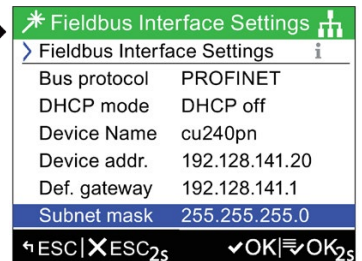 Fieldbus Interface Settings
Fieldbus Interface Settings i
Bus protocol PROFINET
DHCP mode DHCP off
Device Name cu240pn
Device addr. 192.128.141.20
Def. gateway 192.128.141.1
Subnet mask 255.255.255.0
ESC|ESC2s OK|OK2s